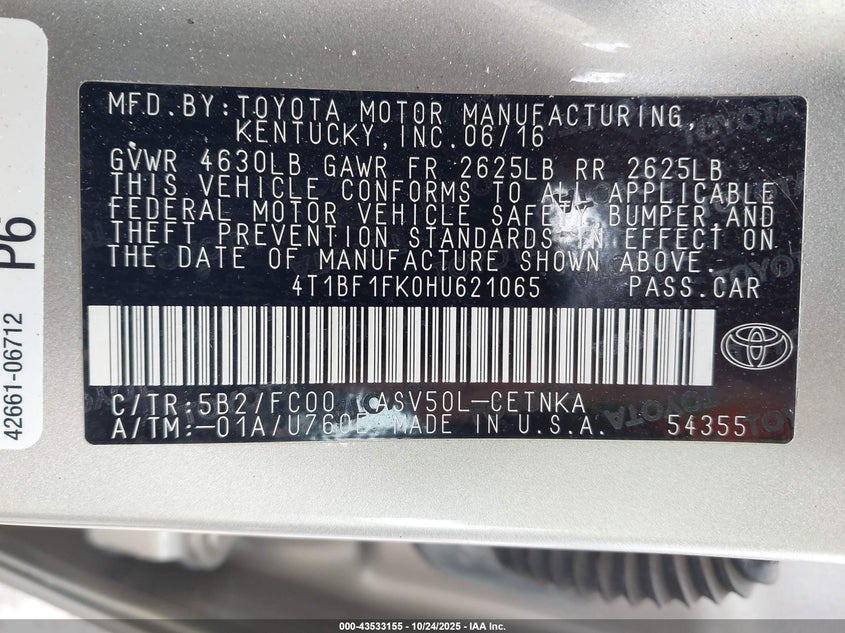 MFD.BY:TOYOTA MOTOR MANUFACTURING,
KENTUCKY,INC.06/16
GVWR 4630LB GAWR FR 2625LB RR 2625LB
THIS VEHICLE CONFORMS TO ALL APPLICABLE
FEDERAL MOTOR VEHICLE SAFETY BUMPER,AND
THEFT PREVENTION STANDARDS IN EFFECT ON
THE DATE OF MANUFACTURE SHOWN ABOVE.
4T1BF1FK0HU621065 PASS.CAR
C/TR:5B2/FC00 /ASV50L-CETNKA
A/TM:-01A/U760E MADE IN U.S.A. 54355
P6
42661-06712
000-43533155 • 10/24/2025 • IAA Inc.